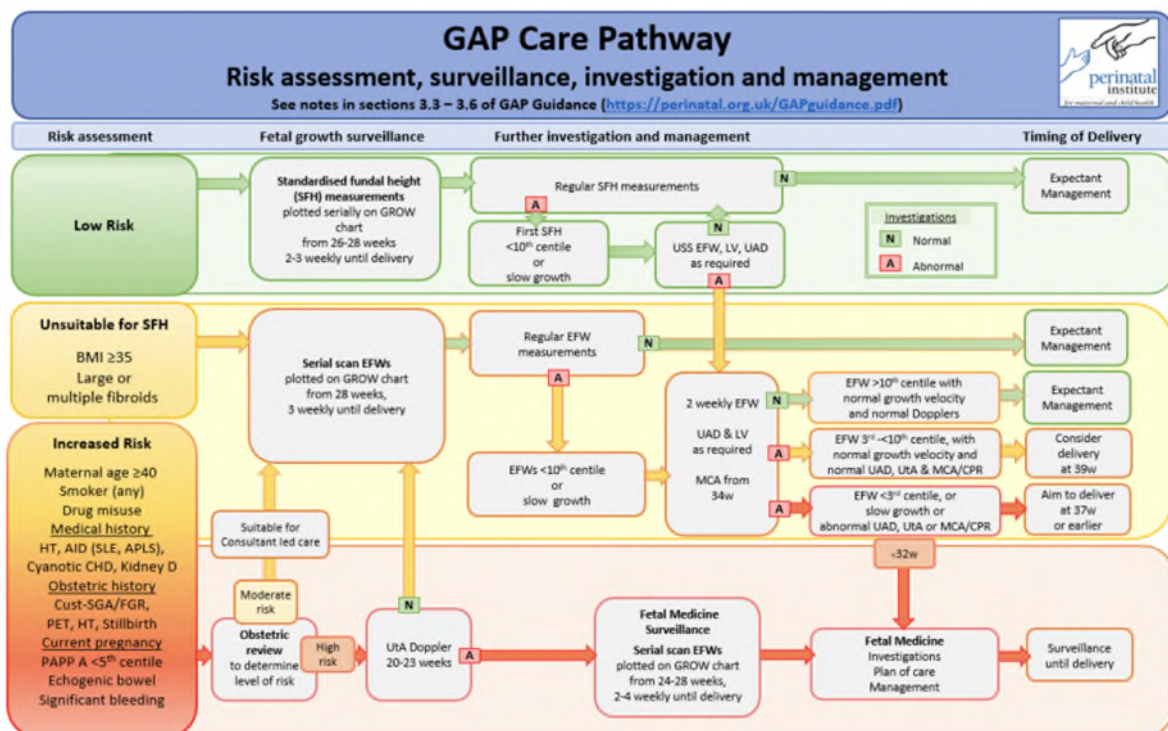 GAP Care Pathway
Risk assessment, surveillance, investigation and management
See notes in sections 3.3 – 3.6 of GAP Guidance (https://perinatal.org.uk/GAPguidance.pdf)
perinatal
institute
for maternal and child health
Risk assessment
Fetal growth surveillance
Further investigation and management
Timing of Delivery
Low Risk
Standardised fundal height
(SFH) measurements
plotted serially on GROW
chart
from 26-28 weeks
2-3 weekly until delivery
Regular SFH measurements
N
Expectant
Management
A
First SFH
<10th centile
or
slow growth
N
USS EFW, LV, UAD
as required
A
Investigations
N Normal
A Abnormal
Unsuitable for SFH
BMI ≥35
Large or
multiple fibroids
Serial scan EFWs
plotted on GROW chart
from 28 weeks,
3 weekly until delivery
Regular EFW
measurements
N
Expectant
Management
A
EFWs <10th centile
or
slow growth
2 weekly EFW
UAD & LV
as required
MCA from
34w
N
EFW >10th centile with
normal growth velocity
and normal Dopplers
Expectant
Management
A
EFW 3rd -<10th centile, with
normal growth velocity and
normal UAD, UtA & MCA/CPR
Consider
delivery
at 39w
A
EFW <3rd centile, or
slow growth or
abnormal UAD, UtA or MCA/CPR
Aim to deliver
at 37w
or earlier
Increased Risk
Maternal age ≥40
Smoker (any)
Drug misuse
Medical history
HT, AID (SLE, APLS),
Cyanotic CHD, Kidney D
Obstetric history
Cust-SGA/FGR,
PET, HT, Stillbirth
Current pregnancy
PAPP A <5th centile
Echogenic bowel
Significant bleeding
Suitable for
Consultant led care
Moderate
risk
Obstetric
review
to determine
level of risk
High
risk
N
UtA Doppler
20-23 weeks
A
Fetal Medicine
Surveillance
Serial scan EFWs
plotted on GROW chart
from 24-28 weeks,
2-4 weekly until delivery
<32w
Fetal Medicine
Investigations
Plan of care
Management
Surveillance
until delivery